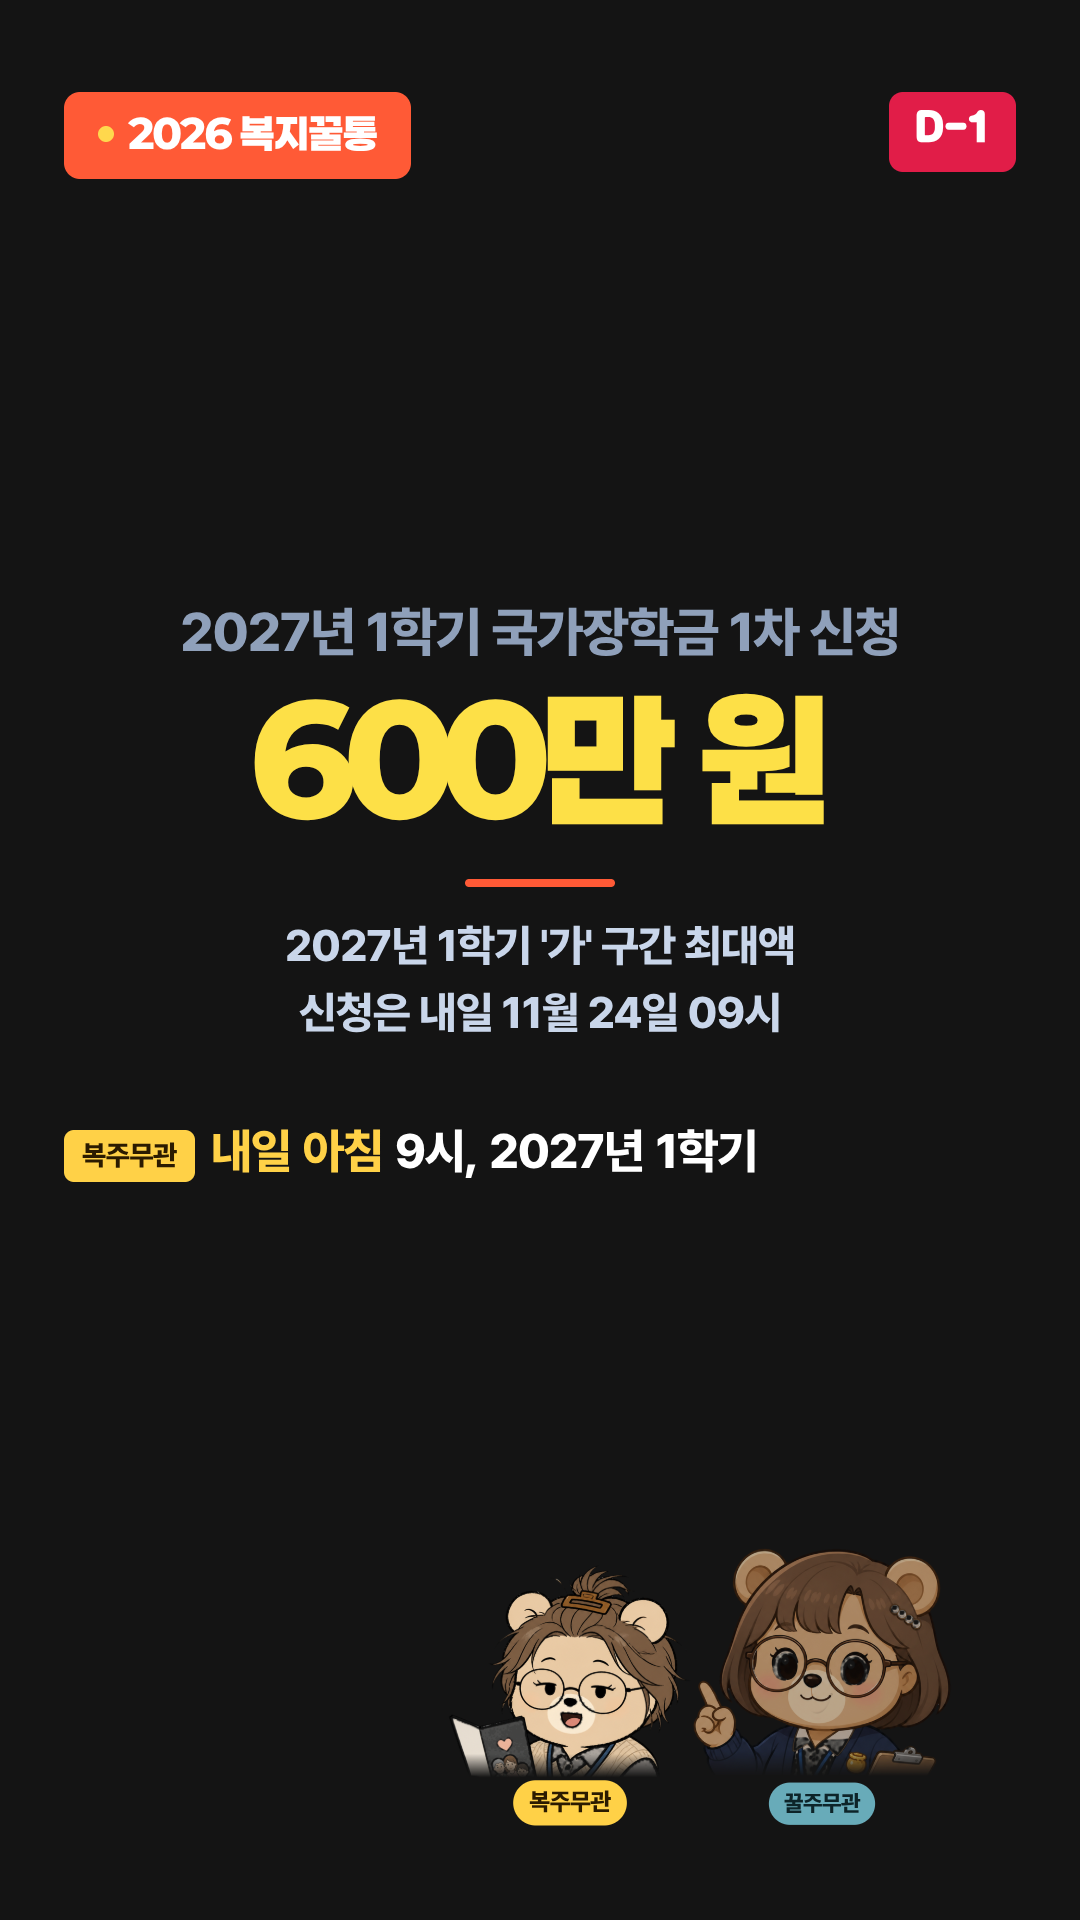 2026 복지꿀통
D-1
2027년 1학기 국가장학금 1차 신청
600만 원
2027년 1학기 '가' 구간 최대액
신청은 내일 11월 24일 09시
복주무관 내일 아침 9시, 2027년 1학기
복주무관
꿀주무관